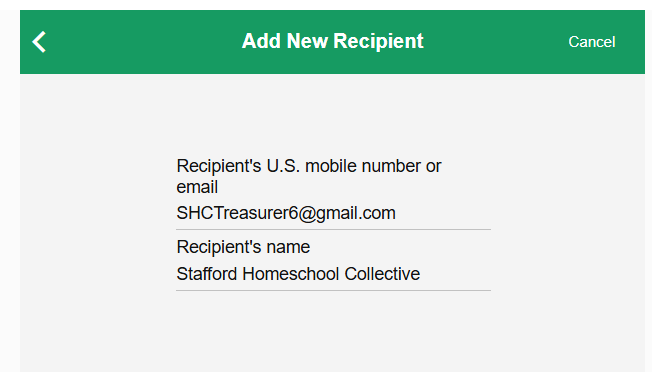 Add New Recipient
Cancel
Recipient's U.S. mobile number or
email
SHCTreasurer6@gmail.com
Recipient's name
Stafford Homeschool Collective